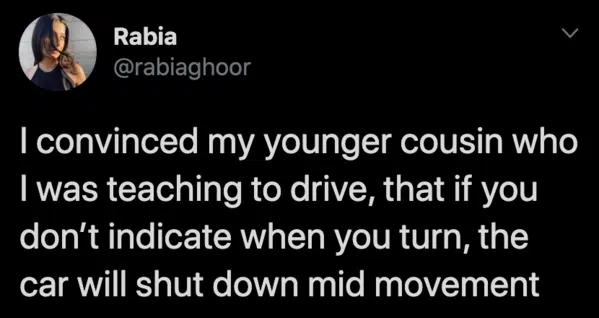 Rabia
@rabiaghoor
I convinced my younger cousin who
I was teaching to drive, that if you
don’t indicate when you turn, the
car will shut down mid movement